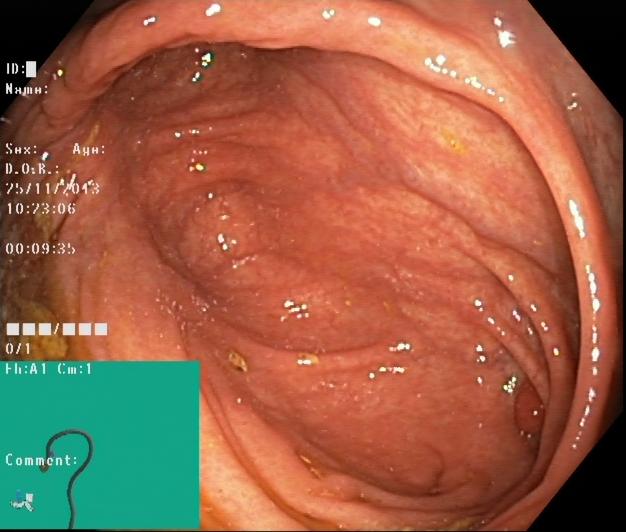 ID:
Name:
Sex: Age:
D.O.B.:
25/11/2013
10:23:06
00:09:35
■■■/■■■
0/1
Eh:A1 Cm:1
Comment: